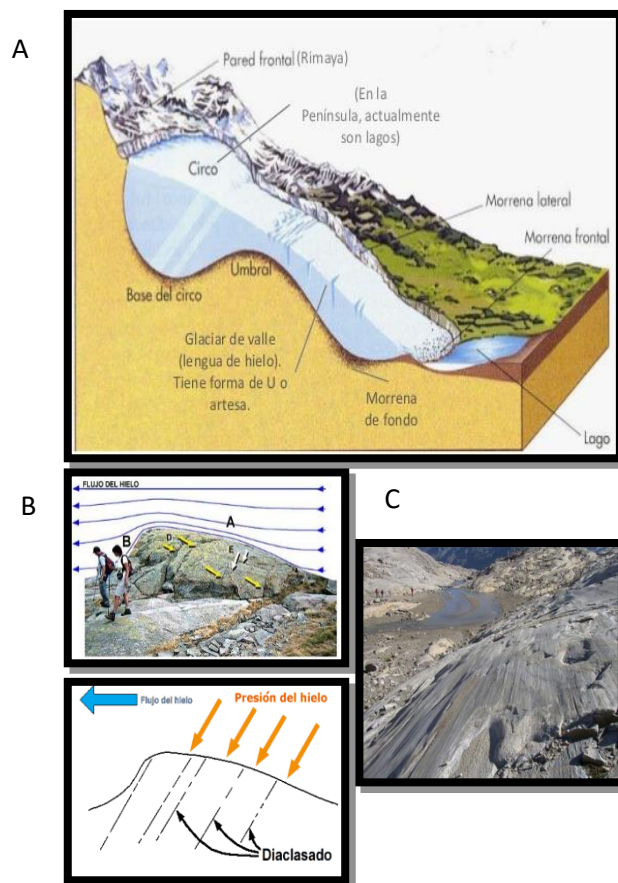 A
Pared frontal (Rimaya)
(En la
Península, actualmente
son lagos)
Circo
Morrena lateral
Morrena frontal
Umbral
Base del circo
Glaciar de valle
(lengua de hielo).
Tiene forma de U o
artesa.
Morrena
de fondo
Lago
B
FLUJO DEL HIELO
A
B
D
E
C
Flujo del hielo
Presión del hielo
Diaclasado